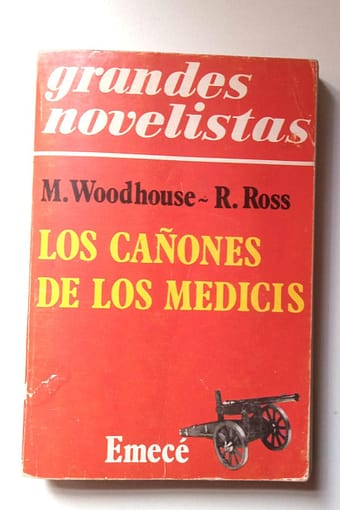 grandes
novelistas
M. Woodhouse ~ R. Ross
LOS CAÑONES
DE LOS MEDICIS
Emecé